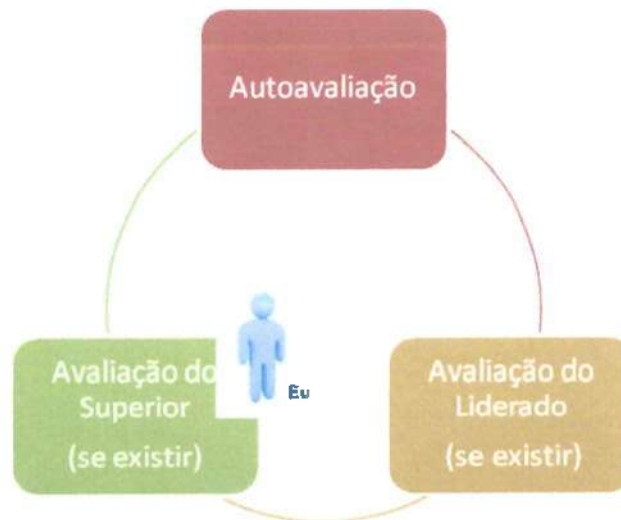 Autoavaliação
Avaliação do
Superior
(se existir)
Eu
Avaliação do
Liderado
(se existir)